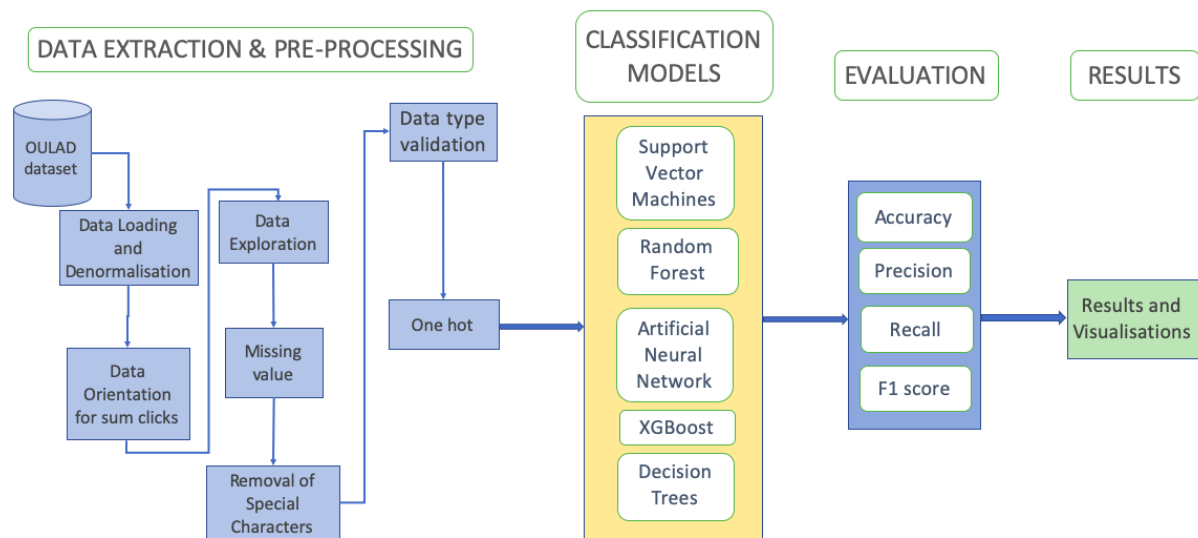 DATA EXTRACTION & PRE-PROCESSING
CLASSIFICATION
MODELS
EVALUATION
RESULTS
OULAD
dataset
Data Loading
and
Denormalisation
Data
Orientation
for sum clicks
Data
Exploration
Missing
value
Removal of
Special
Characters
Data type
validation
One hot
Support
Vector
Machines
Random
Forest
Artificial
Neural
Network
XGBoost
Decision
Trees
Accuracy
Precision
Recall
F1 score
Results and
Visualisations